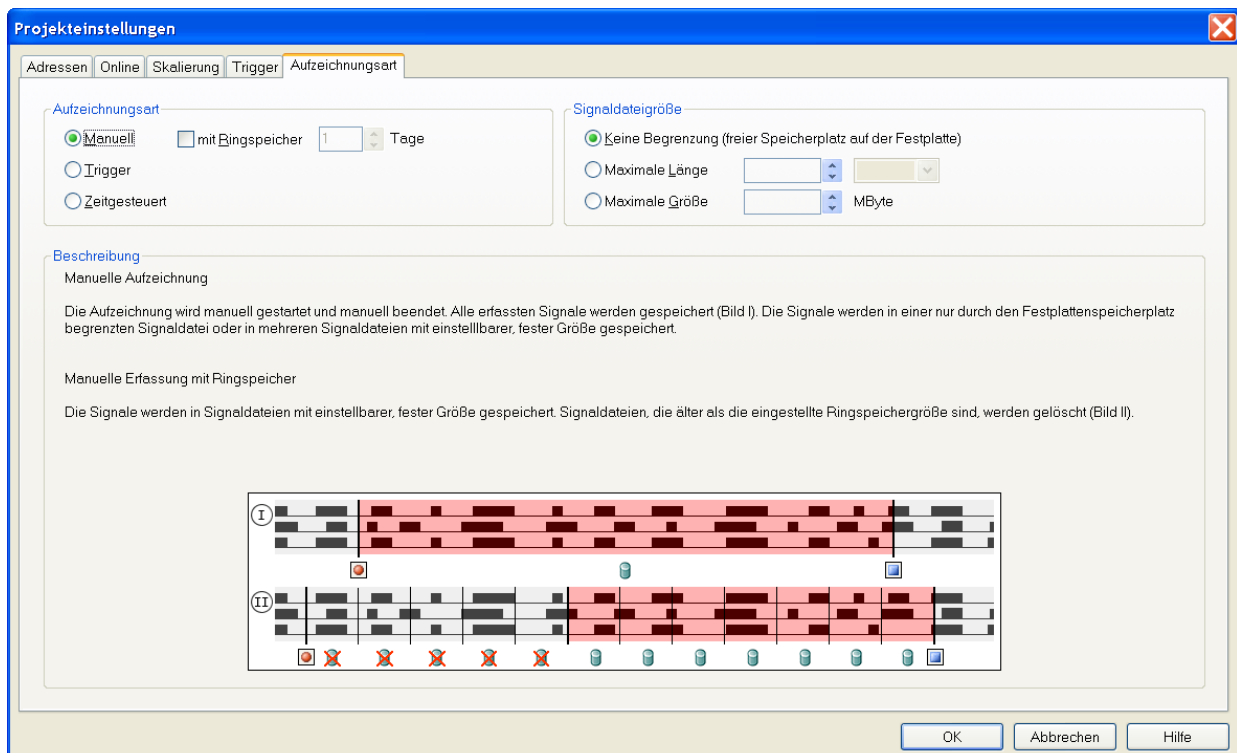 Projekteinstellungen
Adressen Online Skalierung Trigger Aufzeichnungsart
Aufzeichnungsart
Manuell mit Ringspeicher 1 Tage
Trigger
Zeitgesteuert
Signaldateigröße
Keine Begrenzung (freier Speicherplatz auf der Festplatte)
Maximale Länge
Maximale Größe MByte
Beschreibung
Manuelle Aufzeichnung
Die Aufzeichnung wird manuell gestartet und manuell beendet. Alle erfassten Signale werden gespeichert (Bild I). Die Signale werden in einer nur durch den Festplattenspeicherplatz
begrenzten Signaldatei oder in mehreren Signaldateien mit einstelllbarer, fester Größe gespeichert.
Manuelle Erfassung mit Ringspeicher
Die Signale werden in Signaldateien mit einstellbarer, fester Größe gespeichert. Signaldateien, die älter als die eingestellte Ringspeichergröße sind, werden gelöscht (Bild II).
I
II
OK Abbrechen Hilfe